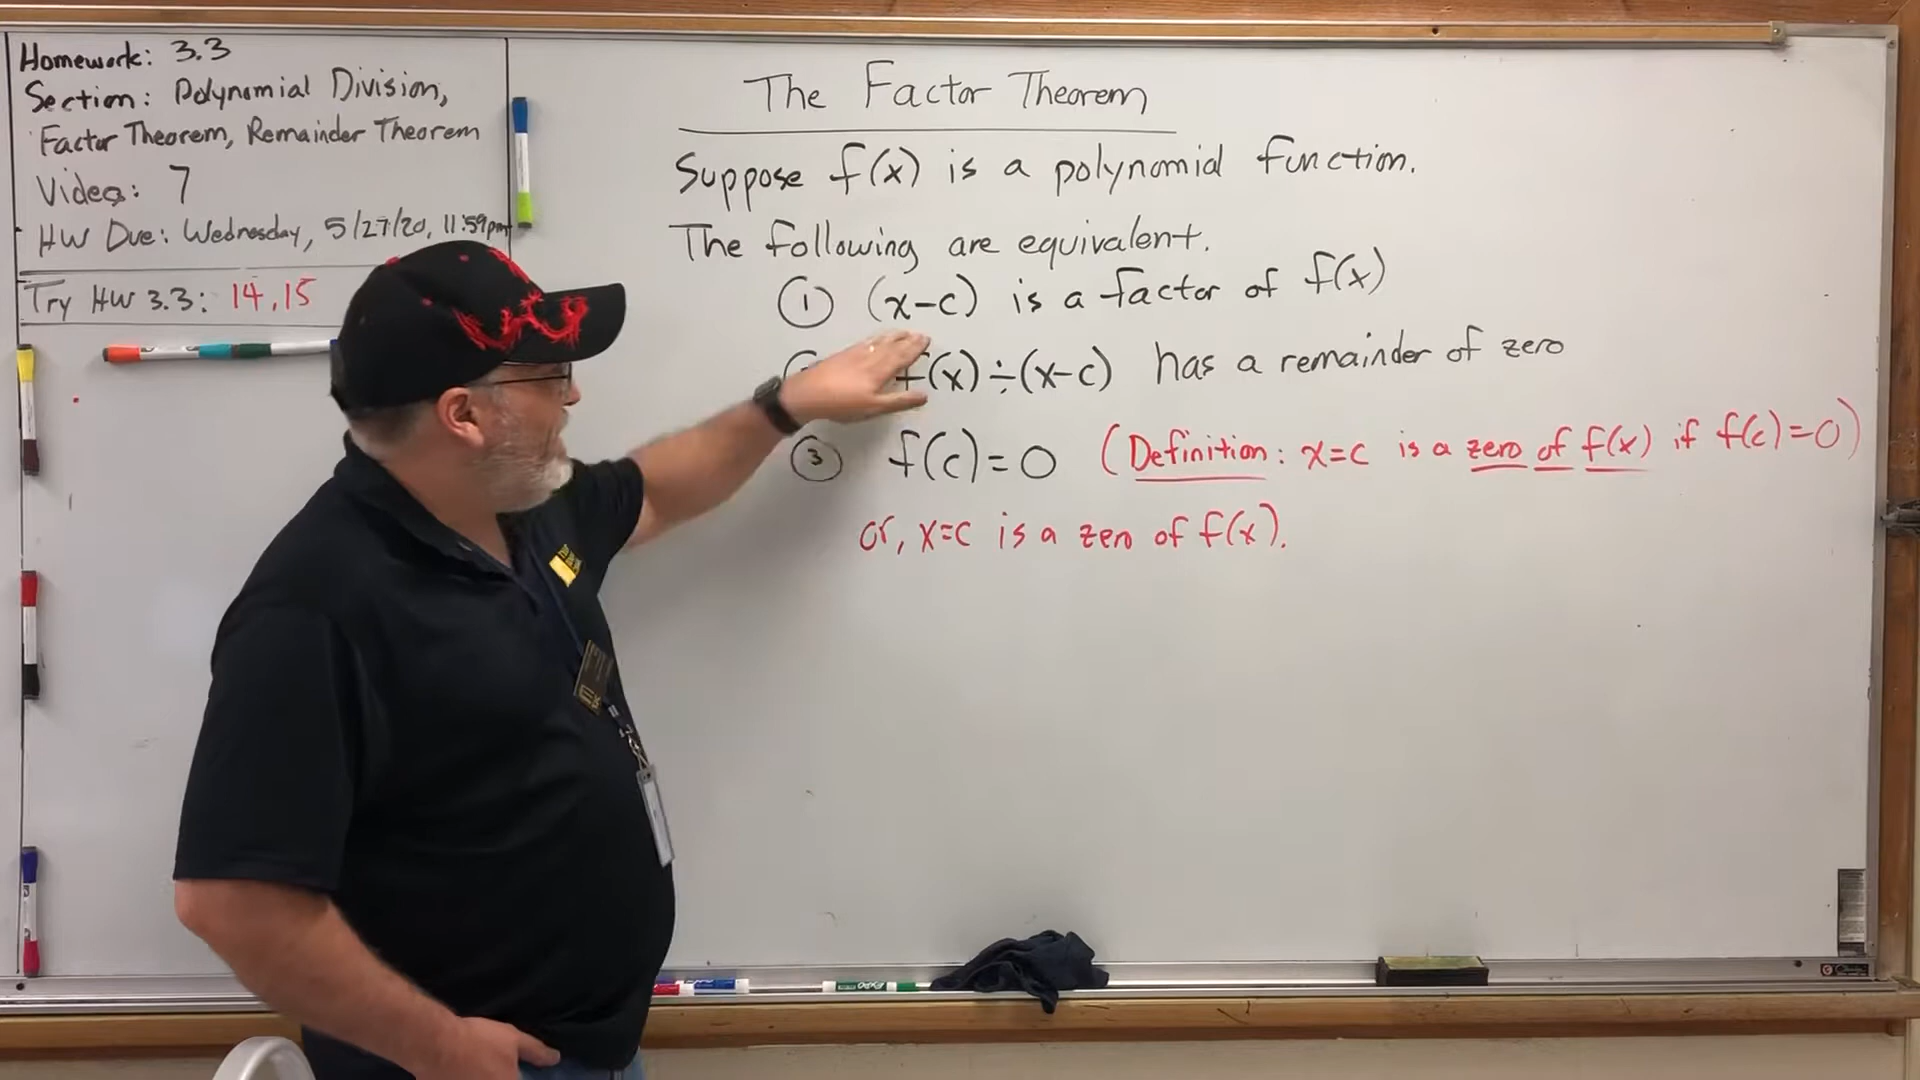 Homework: 3.3
Section: Polynomial Division,
Factor Theorem, Remainder Theorem
Video: 7
HW Due: Wednesday, 5/27/20, 11:59pm
Try HW 3.3: 14, 15
The Factor Theorem
Suppose f(x) is a polynomial function.
The following are equivalent.
① (x-c) is a factor of f(x)
f(x)÷(x-c) has a remainder of zero
③ f(c)=0 (Definition: x=c is a zero of f(x) if f(c)=0)
or, x=c is a zero of f(x).